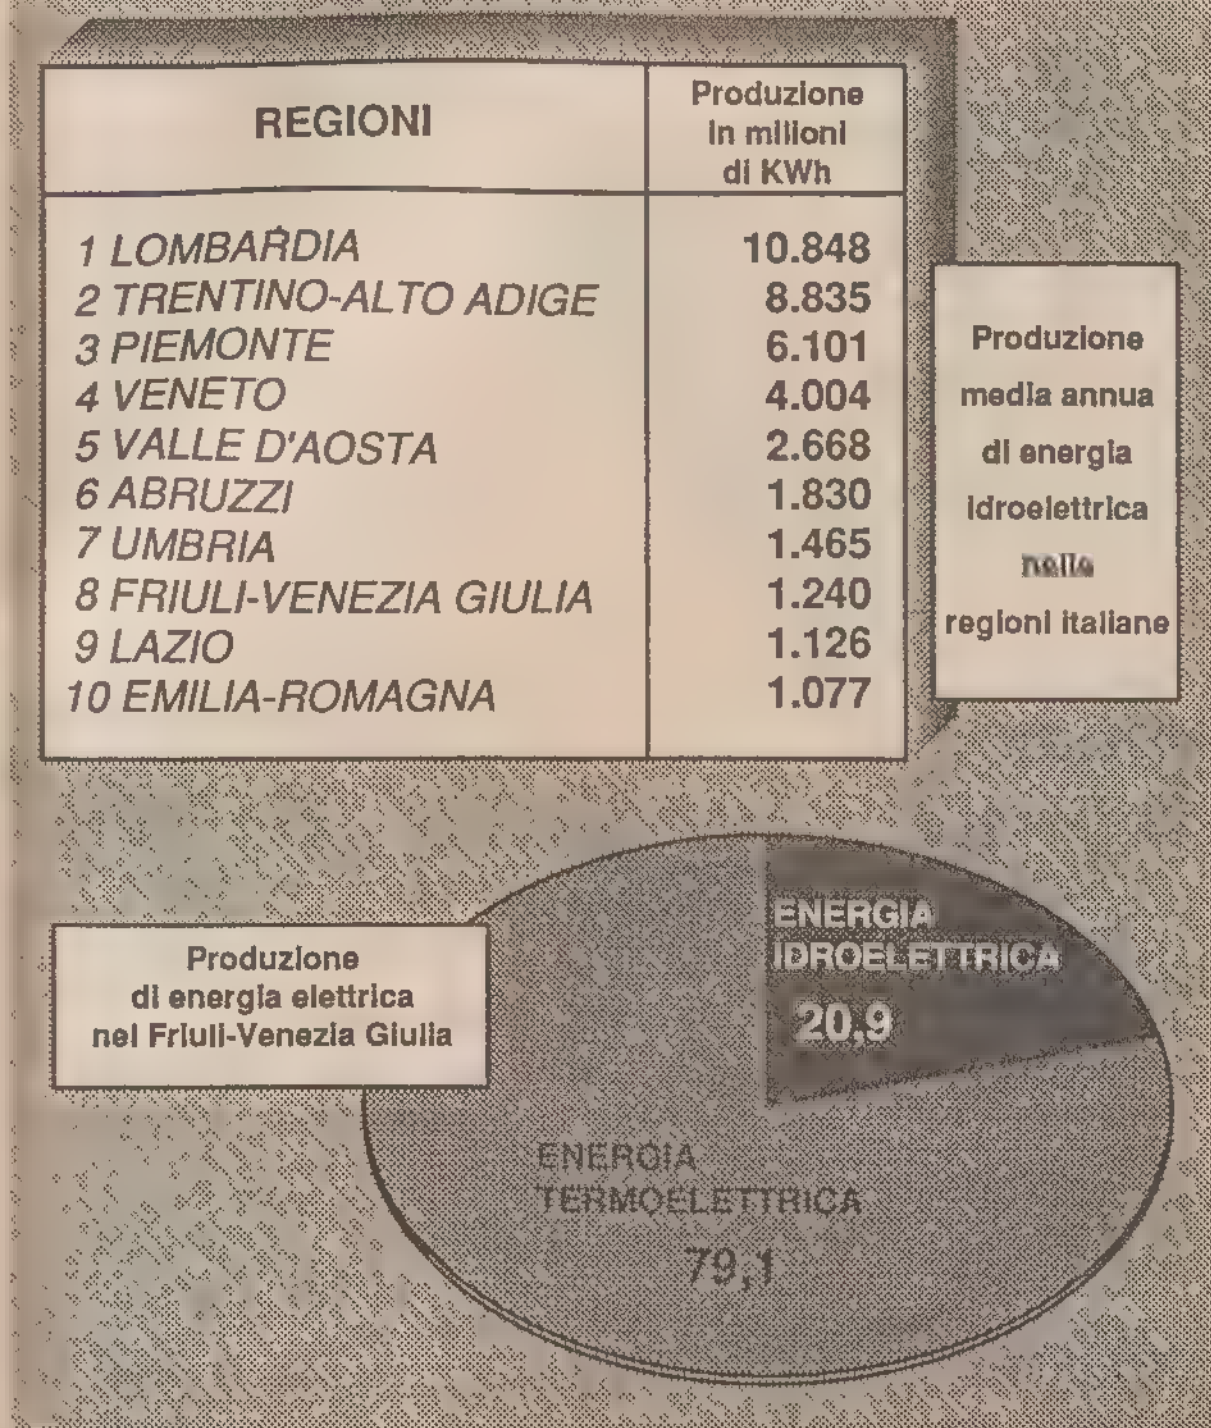 REGIONI
Produzione
in milioni
di KWh
1 LOMBARDIA 10.848
2 TRENTINO-ALTO ADIGE 8.835
3 PIEMONTE 6.101
4 VENETO 4.004
5 VALLE D'AOSTA 2.668
6 ABRUZZI 1.830
7 UMBRIA 1.465
8 FRIULI-VENEZIA GIULIA 1.240
9 LAZIO 1.126
10 EMILIA-ROMAGNA 1.077
Produzione
media annua
di energia
idroelettrica
nelle
regioni italiane
Produzione
di energia elettrica
nel Friuli-Venezia Giulia
ENERGIA
IDROELETTRICA
20,9
ENERGIA
TERMOELETTRICA
79,1